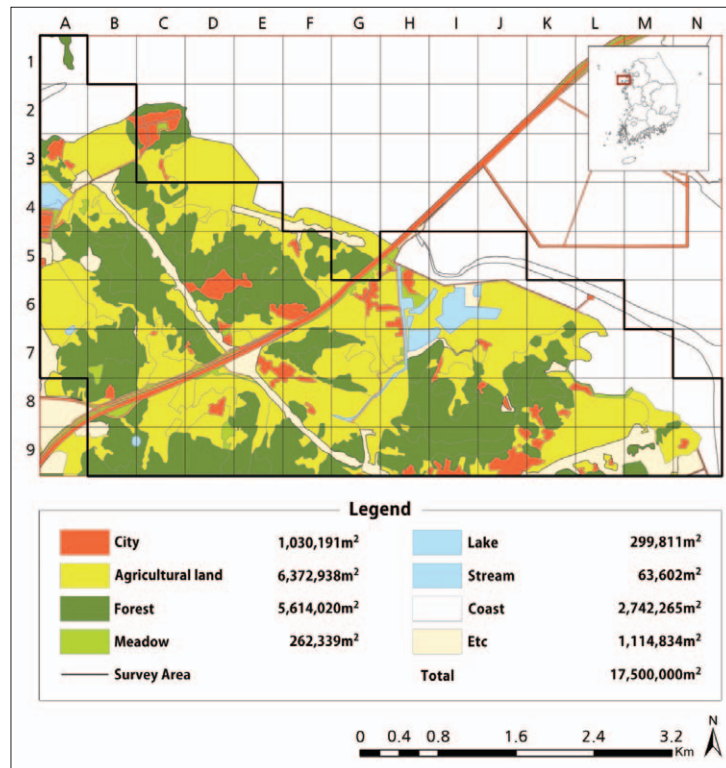 A B C D E F G H I J K L M N
1
2
3
4
5
6
7
8
9
Legend
City 1,030,191m² Lake 299,811m²
Agricultural land 6,372,938m² Stream 63,602m²
Forest 5,614,020m² Coast 2,742,265m²
Meadow 262,339m² Etc 1,114,834m²
Survey Area Total 17,500,000m²
N
0 0.4 0.8 1.6 2.4 3.2
Km